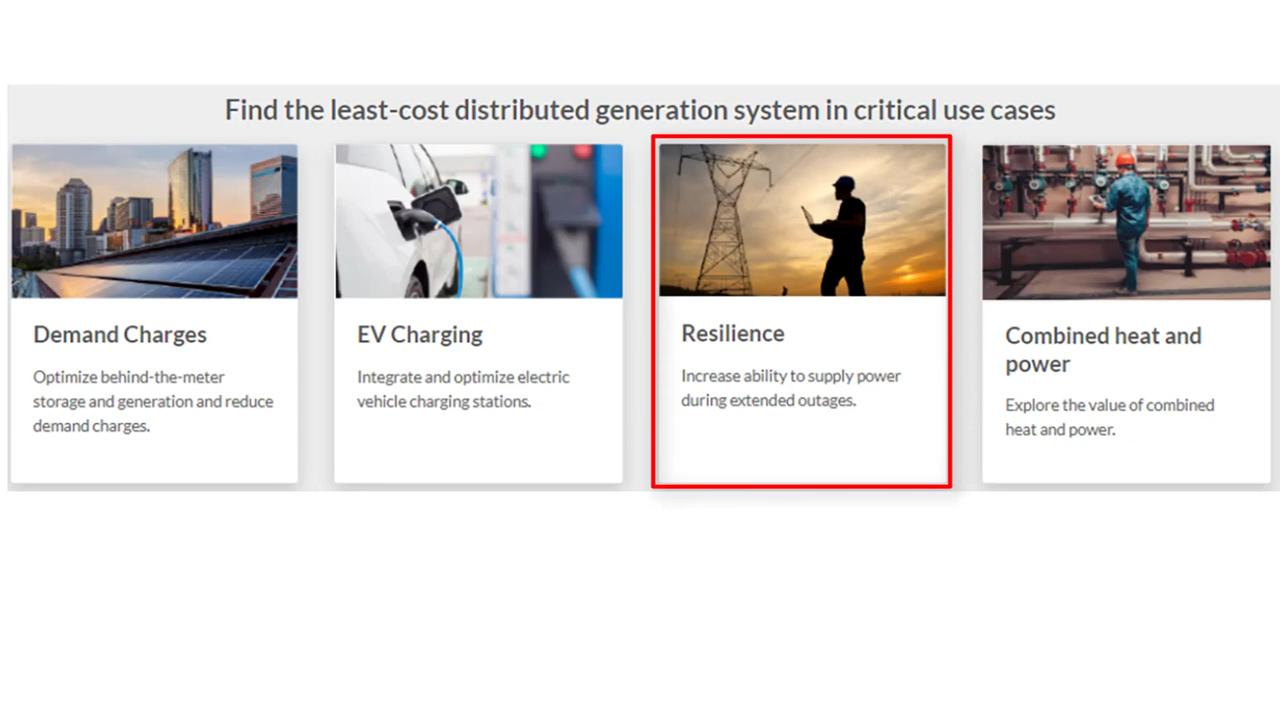 Find the least-cost distributed generation system in critical use cases
Demand Charges
Optimize behind-the-meter
storage and generation and reduce
demand charges.
EV Charging
Integrate and optimize electric
vehicle charging stations.
Resilience
Increase ability to supply power
during extended outages.
Combined heat and
power
Explore the value of combined
heat and power.